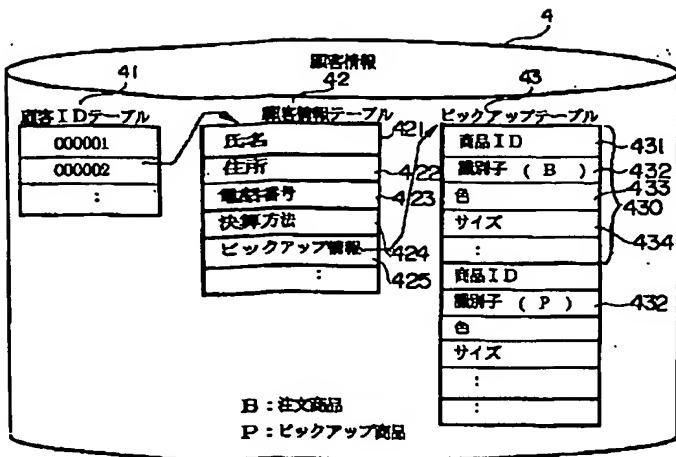 4
顧客情報
41
42
43
顧客IDテーブル
000001
000002
:
顧客情報テーブル
421
氏名
住所
422
電話番号
423
決算方法
424
ピックアップ情報
425
:
ピックアップテーブル
商品ID
431
識別子 ( B )
432
色
433
430
サイズ
434
:
商品ID
識別子 ( P )
432
色
サイズ
:
:
B:注文商品
P:ピックアップ商品